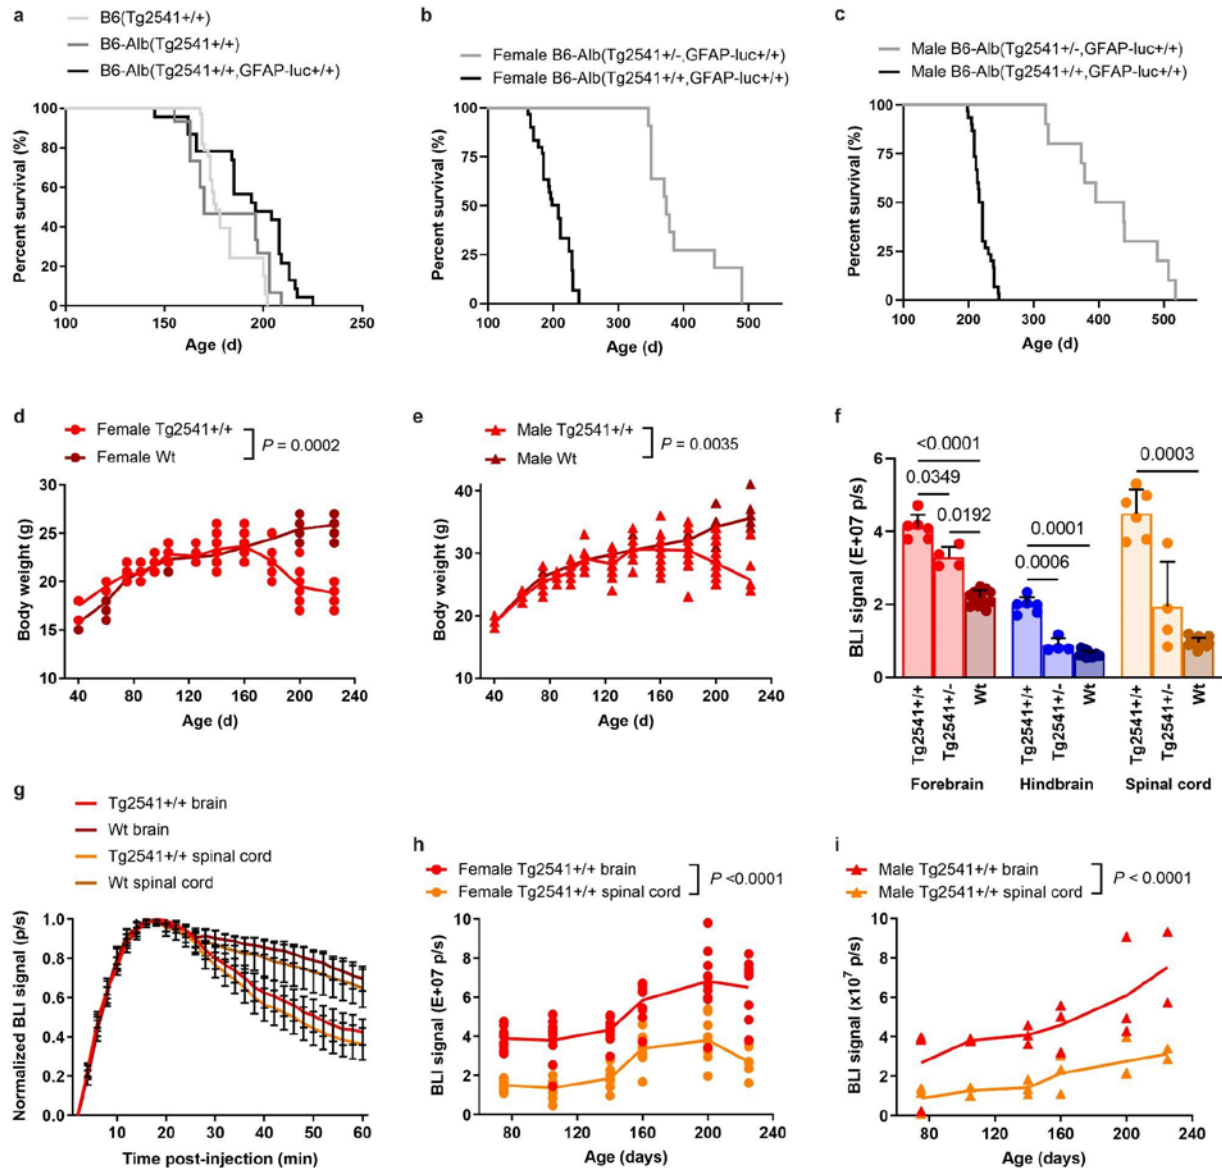 a
B6(Tg2541+/+)
B6-Alb(Tg2541+/+)
B6-Alb(Tg2541+/+,GFAP-luc+/+)
Percent survival (%)
100
80
60
40
20
0
100 150 200 250
Age (d)
b
Female B6-Alb(Tg2541+/-,GFAP-luc+/+)
Female B6-Alb(Tg2541+/+,GFAP-luc+/+)
Percent survival (%)
100
75
50
25
0
100 200 300 400 500
Age (d)
c
Male B6-Alb(Tg2541+/-,GFAP-luc+/+)
Male B6-Alb(Tg2541+/+,GFAP-luc+/+)
Percent survival (%)
100
75
50
25
0
100 200 300 400 500
Age (d)
d
Female Tg2541+/+
Female Wt
P = 0.0002
Body weight (g)
30
25
20
15
10
40 80 120 160 200 240
Age (d)
e
Male Tg2541+/+
Male Wt
P = 0.0035
Body weight (g)
40
30
20
10
40 80 120 160 200 240
Age (d)
f
BLI signal (E+07 p/s)
6
4
2
0
<0.0001
0.0349
0.0192
0.0001
0.0006
0.0003
Tg2541+/+
Tg2541+/-
Wt
Tg2541+/+
Tg2541+/-
Wt
Tg2541+/+
Tg2541+/-
Wt
Forebrain Hindbrain Spinal cord
g
Tg2541+/+ brain
Wt brain
Tg2541+/+ spinal cord
Wt spinal cord
Normalized BLI signal (p/s)
1.0
0.8
0.6
0.4
0.2
0.0
10 20 30 40 50 60
Time post-injection (min)
h
Female Tg2541+/+ brain
Female Tg2541+/+ spinal cord
P <0.0001
BLI signal (E+07 p/s)
10
8
6
4
2
0
80 120 160 200 240
Age (days)
i
Male Tg2541+/+ brain
Male Tg2541+/+ spinal cord
P < 0.0001
BLI signal (x10⁷ p/s)
10
8
6
4
2
0
80 120 160 200 240
Age (days)